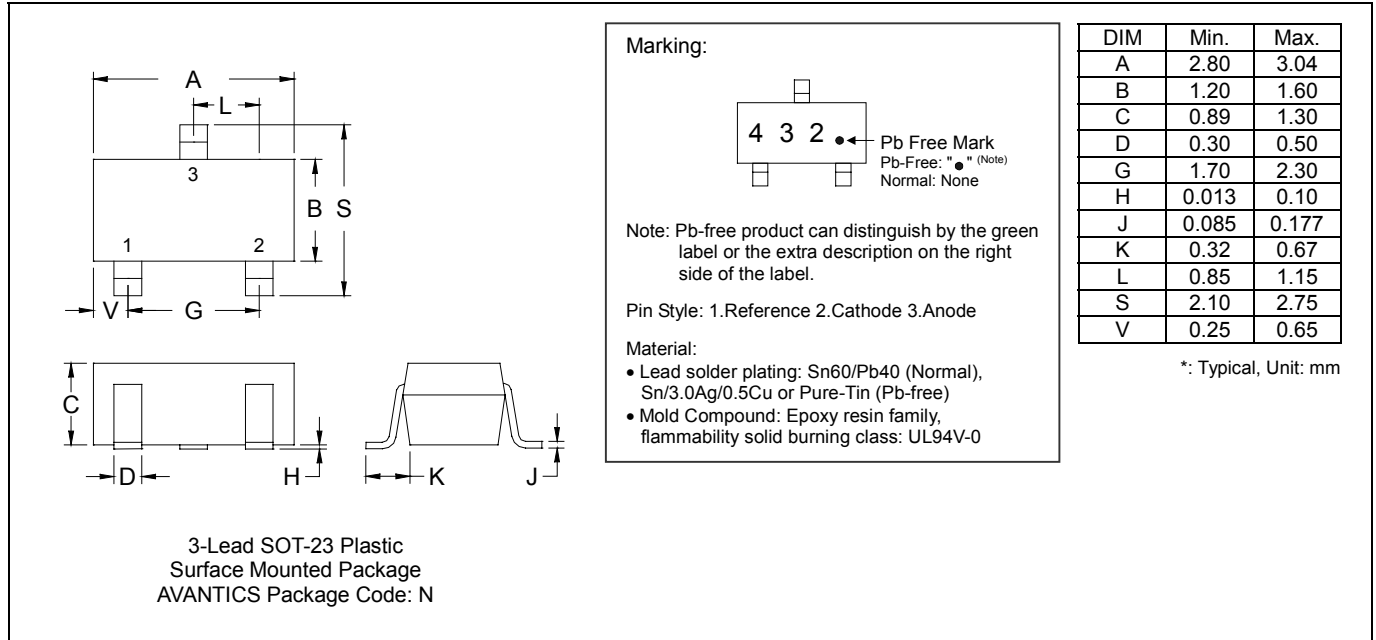 A
L
3
B
S
1
2
V
G
C
D
H
K
J
3-Lead SOT-23 Plastic
Surface Mounted Package
AVANTICS Package Code: N
Marking:
4 3 2
Pb Free Mark
Pb-Free: "●" (Note)
Normal: None
Note: Pb-free product can distinguish by the green
label or the extra description on the right
side of the label.
Pin Style: 1.Reference 2.Cathode 3.Anode
Material:
• Lead solder plating: Sn60/Pb40 (Normal),
Sn/3.0Ag/0.5Cu or Pure-Tin (Pb-free)
• Mold Compound: Epoxy resin family,
flammability solid burning class: UL94V-0
DIM Min. Max.
A 2.80 3.04
B 1.20 1.60
C 0.89 1.30
D 0.30 0.50
G 1.70 2.30
H 0.013 0.10
J 0.085 0.177
K 0.32 0.67
L 0.85 1.15
S 2.10 2.75
V 0.25 0.65
*: Typical, Unit: mm